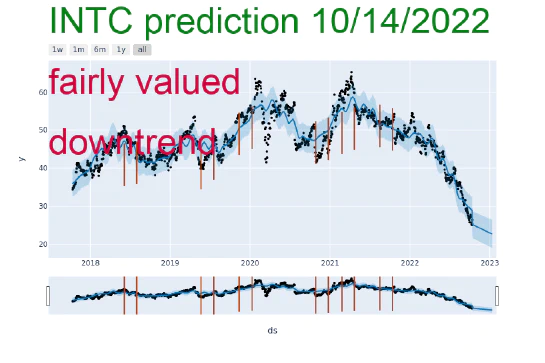 INTC prediction 10/14/2022
1w 1m 6m 1y all
fairly valued
60
downtrend
50
40
30
20
y
2018 2019 2020 2021 2022 2023
ds